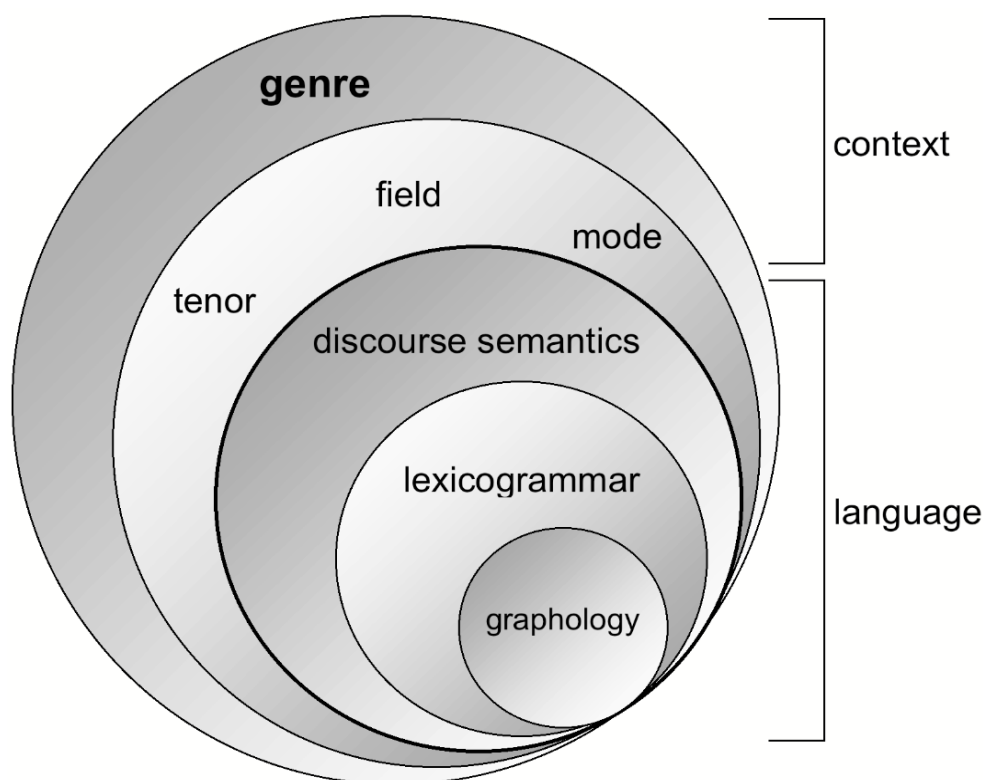 genre
context
field
mode
tenor
discourse semantics
lexicogrammar
language
graphology